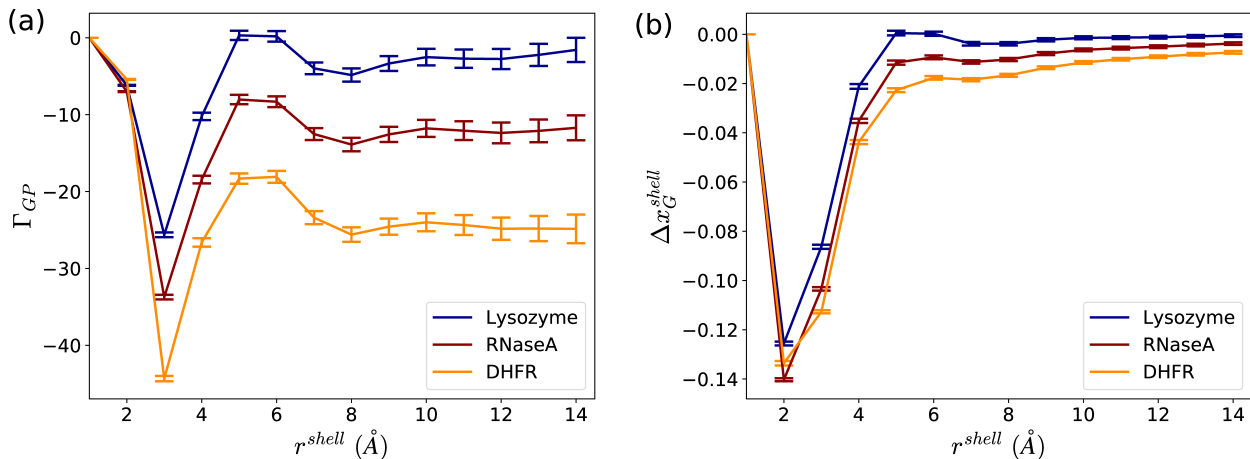 (a)
Γ_GP
0
−10
−20
−30
−40
2 4 6 8 10 12 14
r^shell (Å)
Lysozyme
RNaseA
DHFR
(b)
Δx_G^shell
0.00
−0.02
−0.04
−0.06
−0.08
−0.10
−0.12
−0.14
2 4 6 8 10 12 14
r^shell (Å)
Lysozyme
RNaseA
DHFR